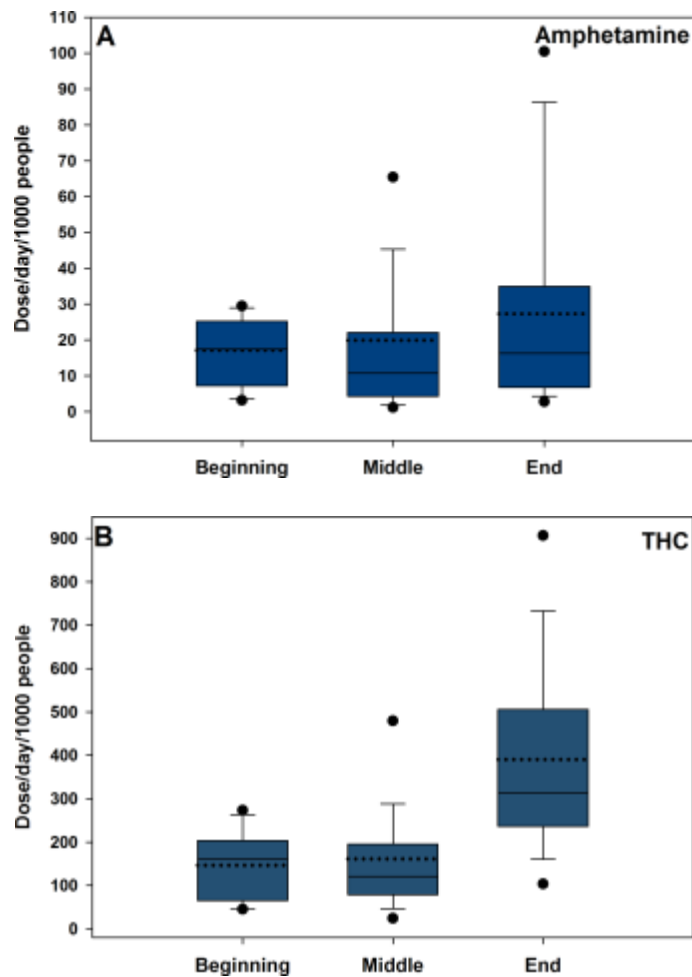 A
Amphetamine
Dose/day/1000 people
110
100
90
80
70
60
50
40
30
20
10
0
Beginning Middle End
B
THC
Dose/day/1000 people
900
800
700
600
500
400
300
200
100
0
Beginning Middle End